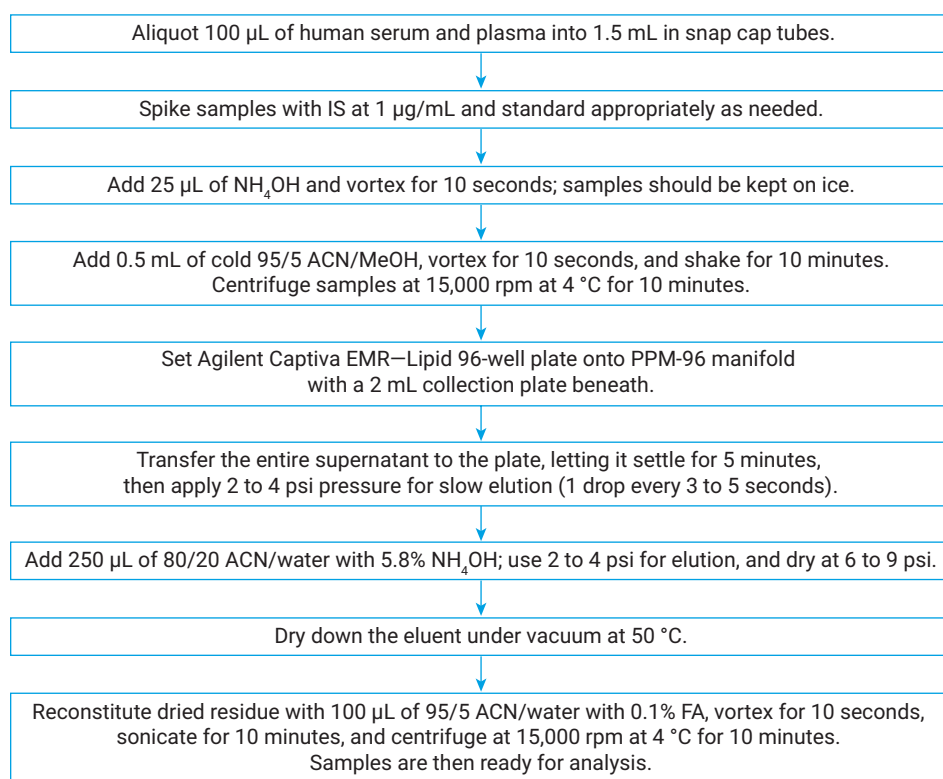 Aliquot 100 µL of human serum and plasma into 1.5 mL in snap cap tubes.
Spike samples with IS at 1 µg/mL and standard appropriately as needed.
Add 25 µL of NH₄OH and vortex for 10 seconds; samples should be kept on ice.
Add 0.5 mL of cold 95/5 ACN/MeOH, vortex for 10 seconds, and shake for 10 minutes.
Centrifuge samples at 15,000 rpm at 4 °C for 10 minutes.
Set Agilent Captiva EMR—Lipid 96-well plate onto PPM-96 manifold
with a 2 mL collection plate beneath.
Transfer the entire supernatant to the plate, letting it settle for 5 minutes,
then apply 2 to 4 psi pressure for slow elution (1 drop every 3 to 5 seconds).
Add 250 µL of 80/20 ACN/water with 5.8% NH₄OH; use 2 to 4 psi for elution, and dry at 6 to 9 psi.
Dry down the eluent under vacuum at 50 °C.
Reconstitute dried residue with 100 µL of 95/5 ACN/water with 0.1% FA, vortex for 10 seconds,
sonicate for 10 minutes, and centrifuge at 15,000 rpm at 4 °C for 10 minutes.
Samples are then ready for analysis.